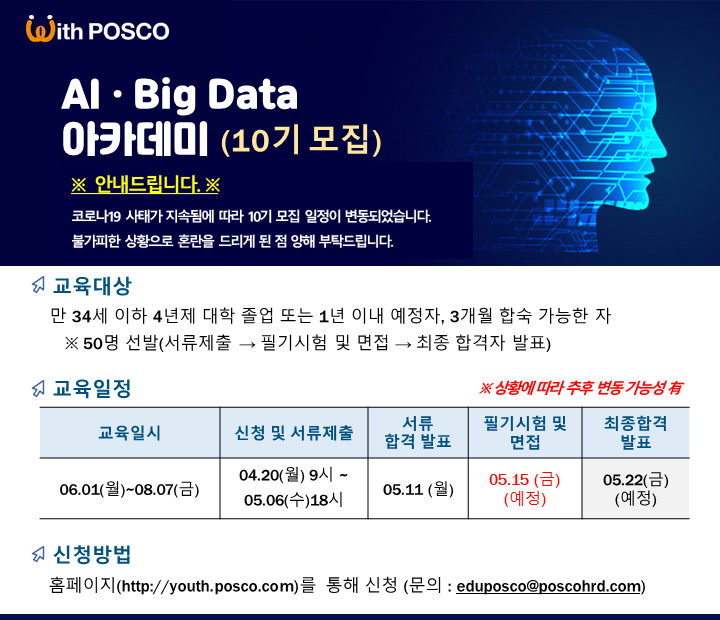 With POSCO
AI · Big Data
아카데미 (10기 모집)
※ 안내드립니다. ※
코로나19 사태가 지속됨에 따라 10기 모집 일정이 변동되었습니다.
불가피한 상황으로 혼란을 드리게 된 점 양해 부탁드립니다.
교육대상
만 34세 이하 4년제 대학 졸업 또는 1년 이내 예정자, 3개월 합숙 가능한 자
※ 50명 선발(서류제출 → 필기시험 및 면접 → 최종 합격자 발표)
교육일정
※ 상황에 따라 추후 변동 가능성 有
교육일시
신청 및 서류제출
서류
합격 발표
필기시험 및
면접
최종합격
발표
06.01(월)~08.07(금)
04.20(월) 9시 ~
05.06(수)18시
05.11 (월)
05.15 (금)
(예정)
05.22(금)
(예정)
신청방법
홈페이지(http://youth.posco.com)를 통해 신청 (문의 : eduposco@poscohrd.com)